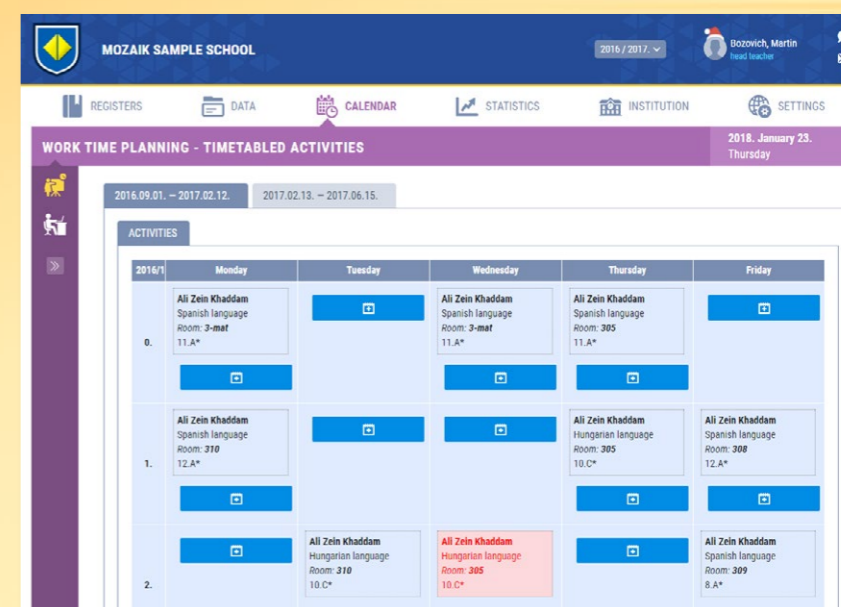 MOZAIK SAMPLE SCHOOL
2016 / 2017.
Bozovich, Martin
head teacher
REGISTERS DATA CALENDAR STATISTICS INSTITUTION SETTINGS
WORK TIME PLANNING - TIMETABLED ACTIVITIES
2018. January 23.
Thursday
2016.09.01. – 2017.02.12. 2017.02.13. – 2017.06.15.
ACTIVITIES
2016/1 Monday Tuesday Wednesday Thursday Friday
0.
Ali Zein Khaddam
Spanish language
Room: 3-mat
11.A*
Ali Zein Khaddam
Spanish language
Room: 3-mat
11.A*
Ali Zein Khaddam
Spanish language
Room: 305
11.A*
1.
Ali Zein Khaddam
Spanish language
Room: 310
12.A*
Ali Zein Khaddam
Hungarian language
Room: 305
10.C*
Ali Zein Khaddam
Spanish language
Room: 308
12.A*
2.
Ali Zein Khaddam
Hungarian language
Room: 310
10.C*
Ali Zein Khaddam
Hungarian language
Room: 305
10.C*
Ali Zein Khaddam
Spanish language
Room: 309
8.A*